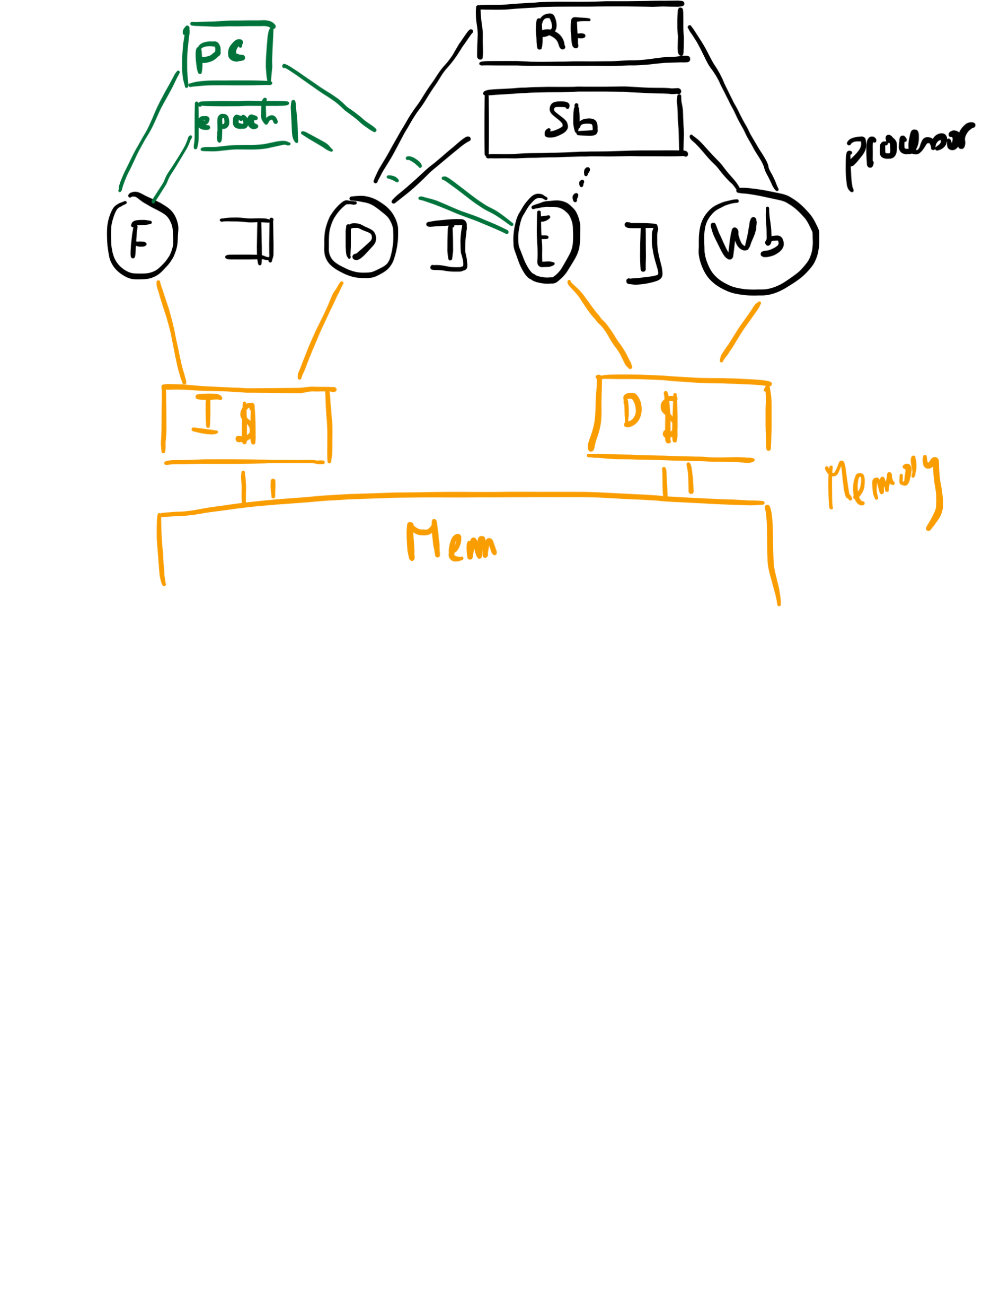 RF
pc
Sb
epoch
processor
F
D
E
Wb
I $
D $
Memory
Mem